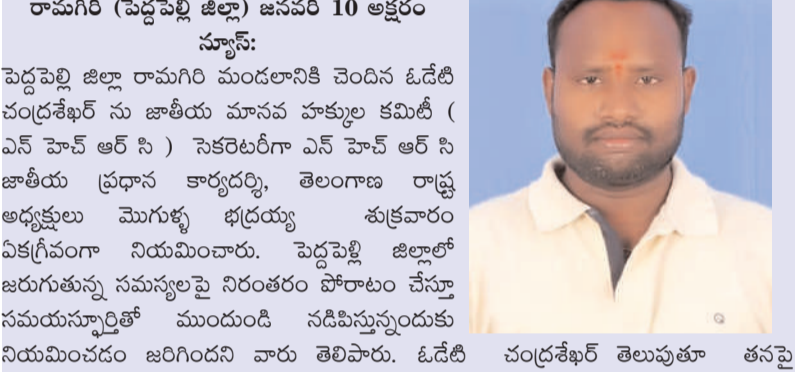 రామగిరి (పెద్దపల్లి జిల్లా) జనవరి 10 అక్షరం
న్యూస్:
పెద్దపెల్లి జిల్లా రామగిరి మండలానికి చెందిన ఓడేటి
చంద్రశేఖర్ ను జాతీయ మానవ హక్కుల కమిటీ (
ఎన్ హెచ్ ఆర్ సి ) సెకరెటరీగా ఎన్ హెచ్ ఆర్ సి
జాతీయ ప్రధాన కార్యదర్శి, తెలంగాణ రాష్ట్ర
అధ్యక్షులు మొగుళ్ళ భద్రయ్య శుక్రవారం
ఏకగ్రీవంగా నియమించారు. పెద్దపెళ్లి జిల్లాలో
జరుగుతున్న సమస్యలపై నిరంతరం పోరాటం చేస్తూ
సమయస్ఫూర్తితో ముందుండి నడిపిస్తున్నందుకు
నియమించడం జరిగిందని వారు తెలిపారు. ఓడేటి చంద్రశేఖర్ తెలుపుతూ తనపై